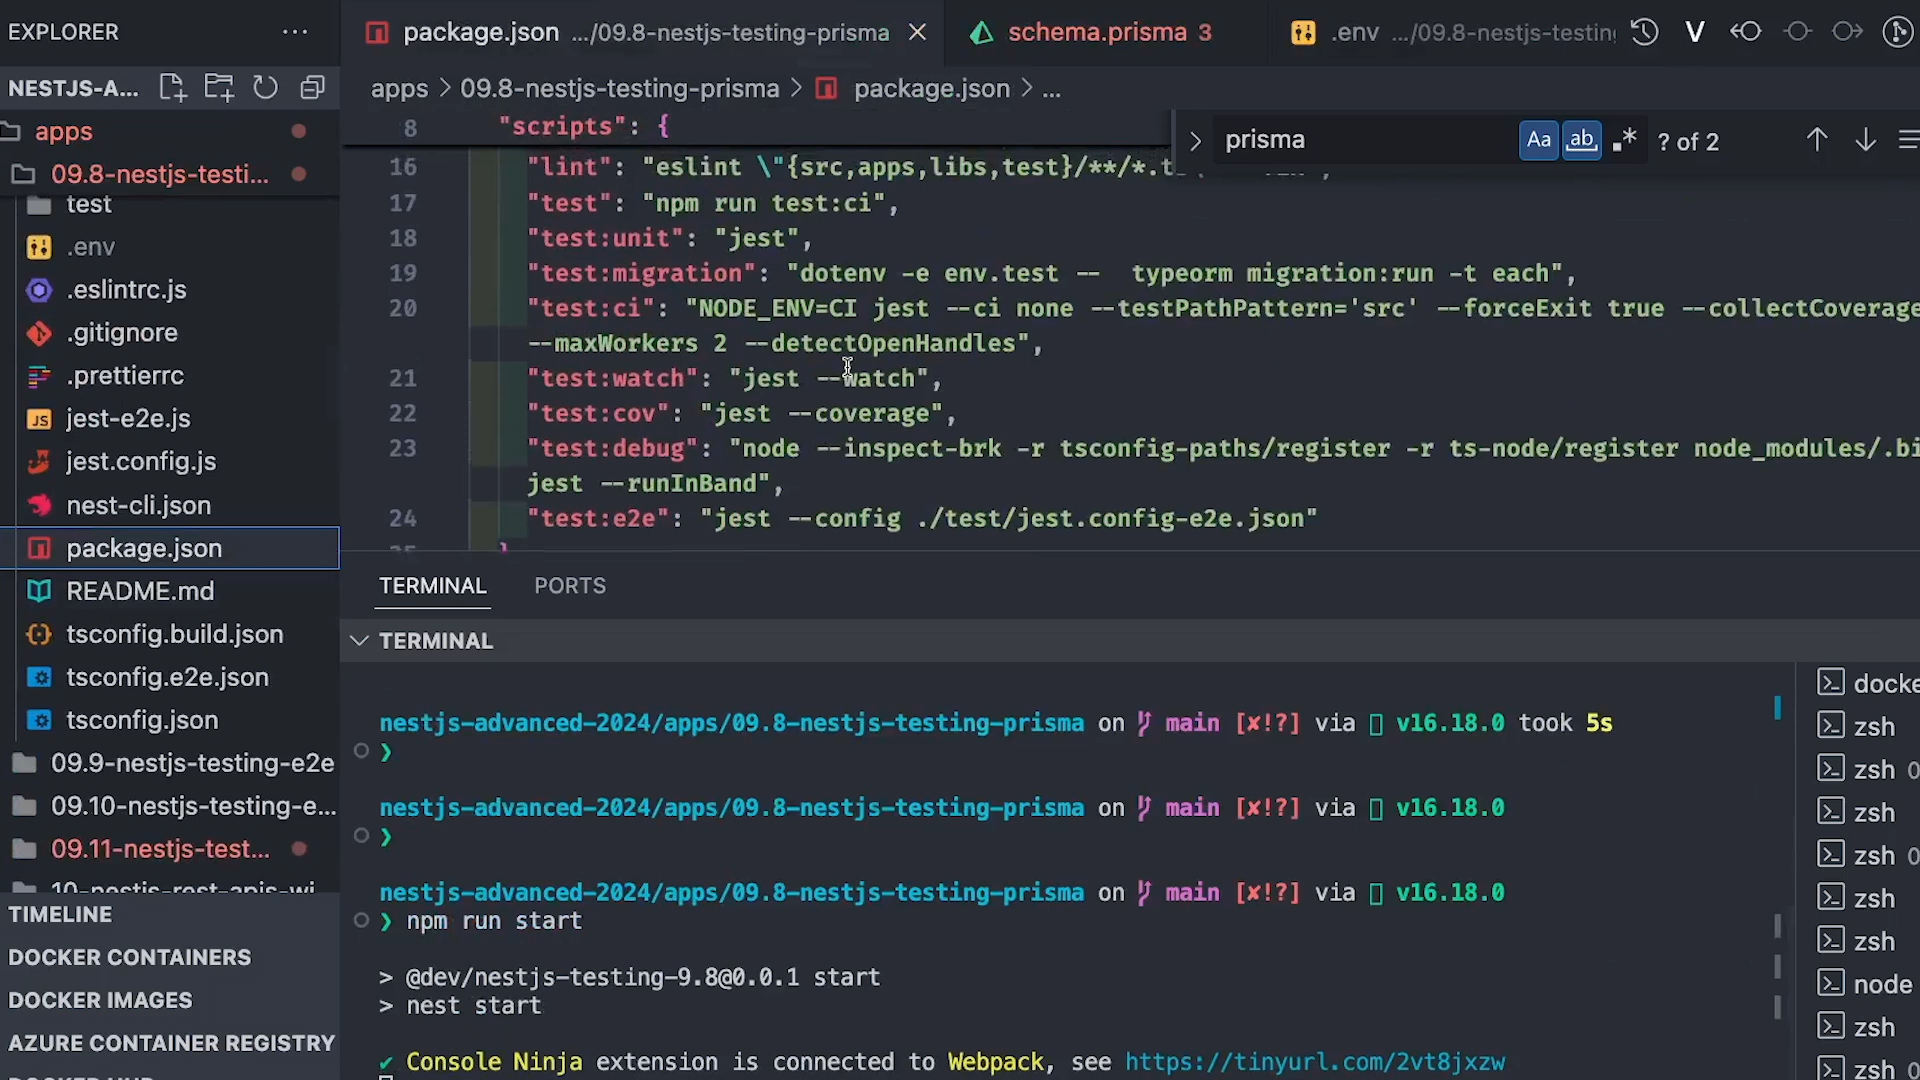 EXPLORER
package.json .../09.8-nestjs-testing-prisma
schema.prisma 3
.env .../09.8-nestjs-testin
NESTJS-A...
apps > 09.8-nestjs-testing-prisma > package.json > ...
apps
8 "scripts": {
prisma
Aa ab .* ? of 2
09.8-nestjs-testi...
16 "lint": "eslint \"{src,apps,libs,test}/**/*.t
test
17 "test": "npm run test:ci",
.env
18 "test:unit": "jest",
.eslintrc.js
19 "test:migration": "dotenv -e env.test --  typeorm migration:run -t each",
.gitignore
20 "test:ci": "NODE_ENV=CI jest --ci none --testPathPattern='src' --forceExit true --collectCoverage
--maxWorkers 2 --detectOpenHandles",
.prettierrc
21 "test:watch": "jest --watch",
jest-e2e.js
22 "test:cov": "jest --coverage",
jest.config.js
23 "test:debug": "node --inspect-brk -r tsconfig-paths/register -r ts-node/register node_modules/.bi
jest --runInBand",
nest-cli.json
24 "test:e2e": "jest --config ./test/jest.config-e2e.json"
}
package.json
README.md
tsconfig.build.json
tsconfig.e2e.json
tsconfig.json
09.9-nestjs-testing-e2e
09.10-nestjs-testing-e...
09.11-nestjs-test...
10-nestjs-rest-apis-wi
TIMELINE
DOCKER CONTAINERS
DOCKER IMAGES
AZURE CONTAINER REGISTRY
DOCKER HUB
TERMINAL PORTS
TERMINAL
nestjs-advanced-2024/apps/09.8-nestjs-testing-prisma on main [✘!?] via v16.18.0 took 5s
❯
nestjs-advanced-2024/apps/09.8-nestjs-testing-prisma on main [✘!?] via v16.18.0
❯
nestjs-advanced-2024/apps/09.8-nestjs-testing-prisma on main [✘!?] via v16.18.0
❯ npm run start
> @dev/nestjs-testing-9.8@0.0.1 start
> nest start
✔ Console Ninja extension is connected to Webpack, see https://tinyurl.com/2vt8jxzw
docke
zsh
zsh
zsh
zsh
zsh
zsh
node
zsh
zsh